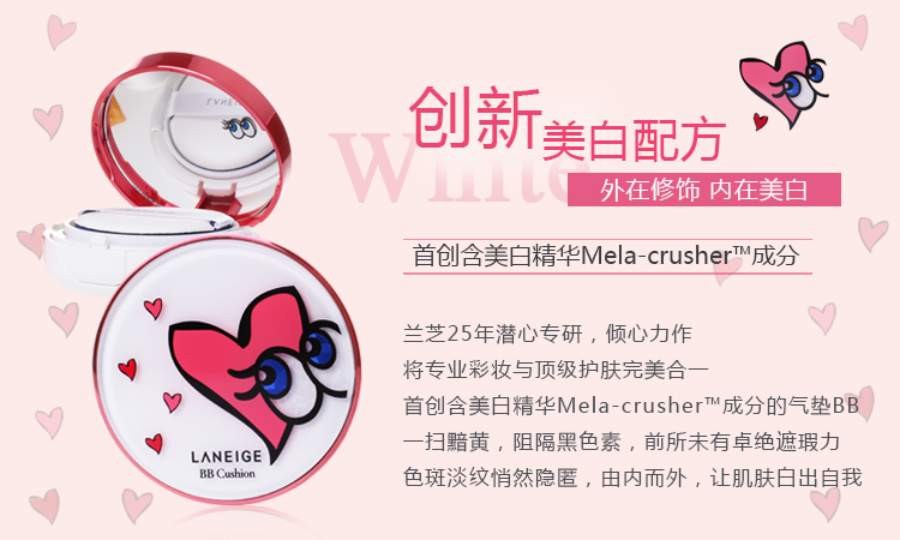 创新
美白配方
White
外在修饰 内在美白
首创含美白精华Mela-crusher™成分
兰芝25年潜心专研，倾心力作
将专业彩妆与顶级护肤完美合一
首创含美白精华Mela-crusher™成分的气垫BB
一扫黯黄，阻隔黑色素，前所未有卓绝遮瑕力
色斑淡纹悄然隐匿，由内而外，让肌肤白出自我
LANEIGE
BB Cushion